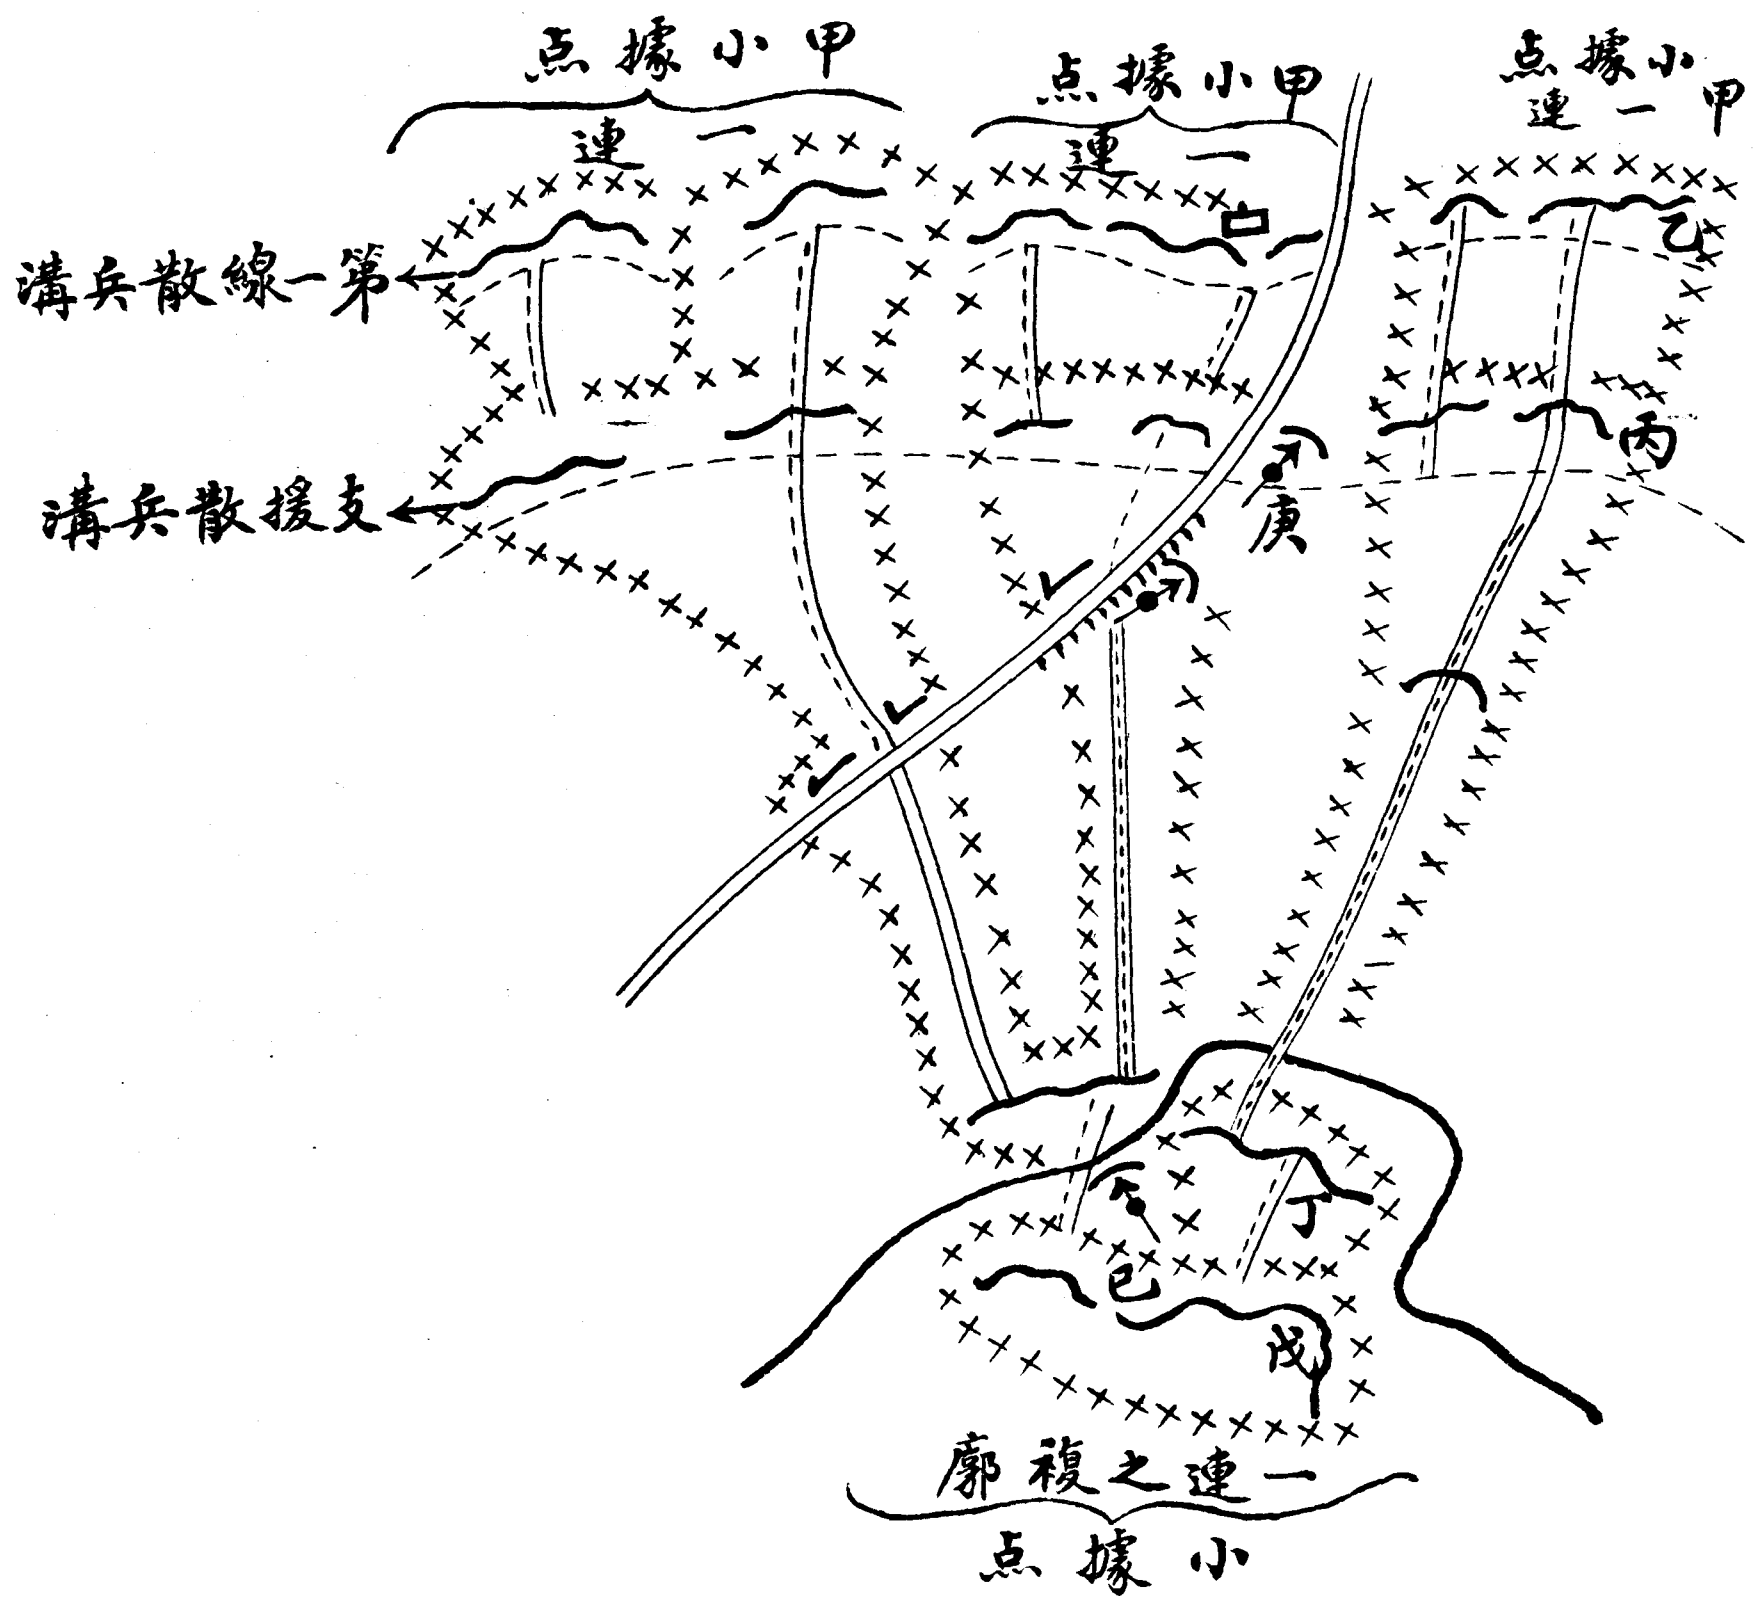 甲小據点
一連
甲小據点
一連
甲小據点
一連
第一線散兵溝
支援散兵溝
乙
丙
庚
丁
己
戊
一連之複廓
小據点